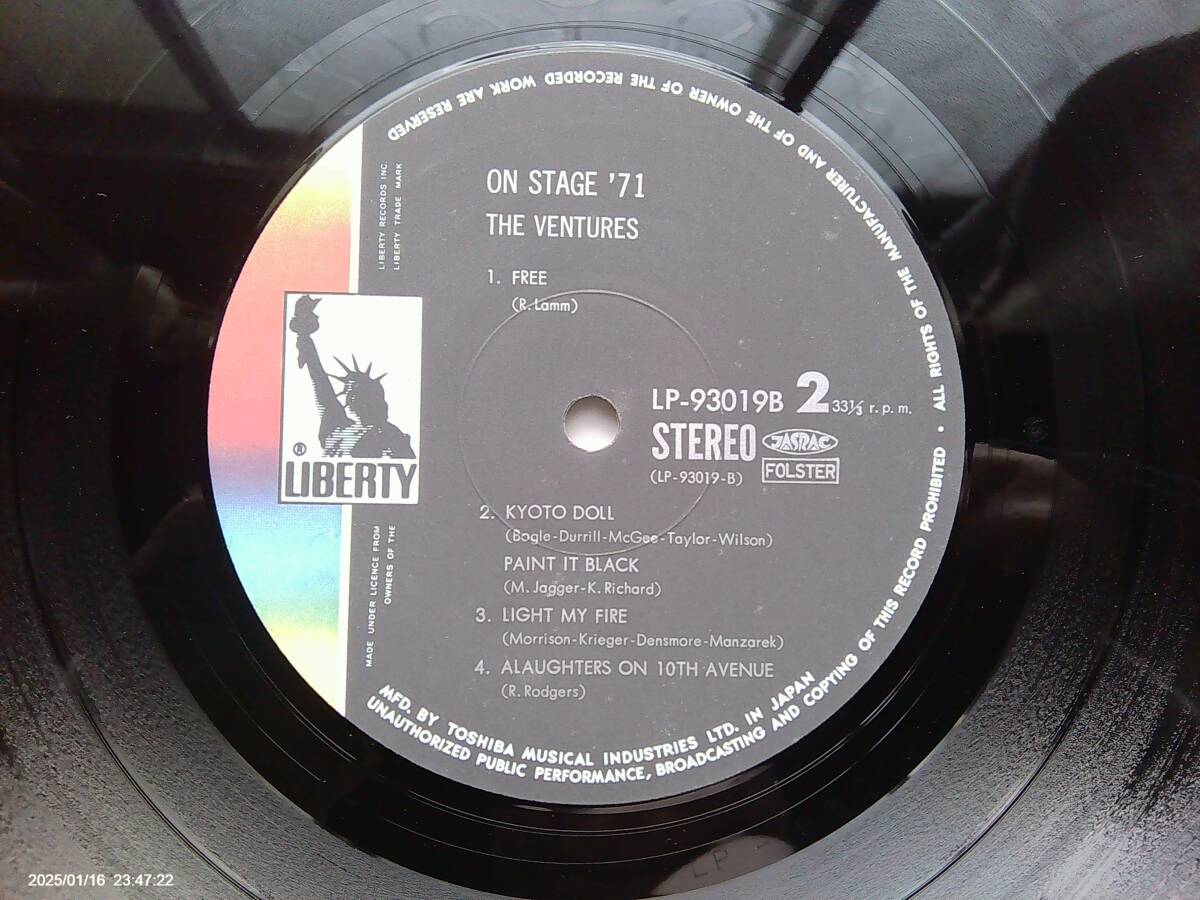 ON STAGE '71
THE VENTURES
1. FREE
(R. Lamm)
LP-93019B 2 33⅓ r.p.m.
STEREO JASRAC
(LP-93019-B) FOLSTER
2. KYOTO DOLL
(Bogle-Durrill-McGee-Taylor-Wilson)
PAINT IT BLACK
(M. Jagger-K. Richard)
3. LIGHT MY FIRE
(Morrison-Krieger-Densmore-Manzarek)
4. ALAUGHTERS ON 10TH AVENUE
(R. Rodgers)
LIBERTY RECORDS INC.
LIBERTY TRADE MARK
®
LIBERTY
MADE UNDER LICENCE FROM
OWNERS OF THE
MFD. BY TOSHIBA MUSICAL INDUSTRIES LTD. IN JAPAN
UNAUTHORIZED PUBLIC PERFORMANCE, BROADCASTING AND COPYING OF THIS RECORD PROHIBITED • ALL RIGHTS OF THE MANUFACTURER AND OF THE OWNER OF THE RECORDED WORK ARE RESERVED
LP -
2025/01/16 23:47:22